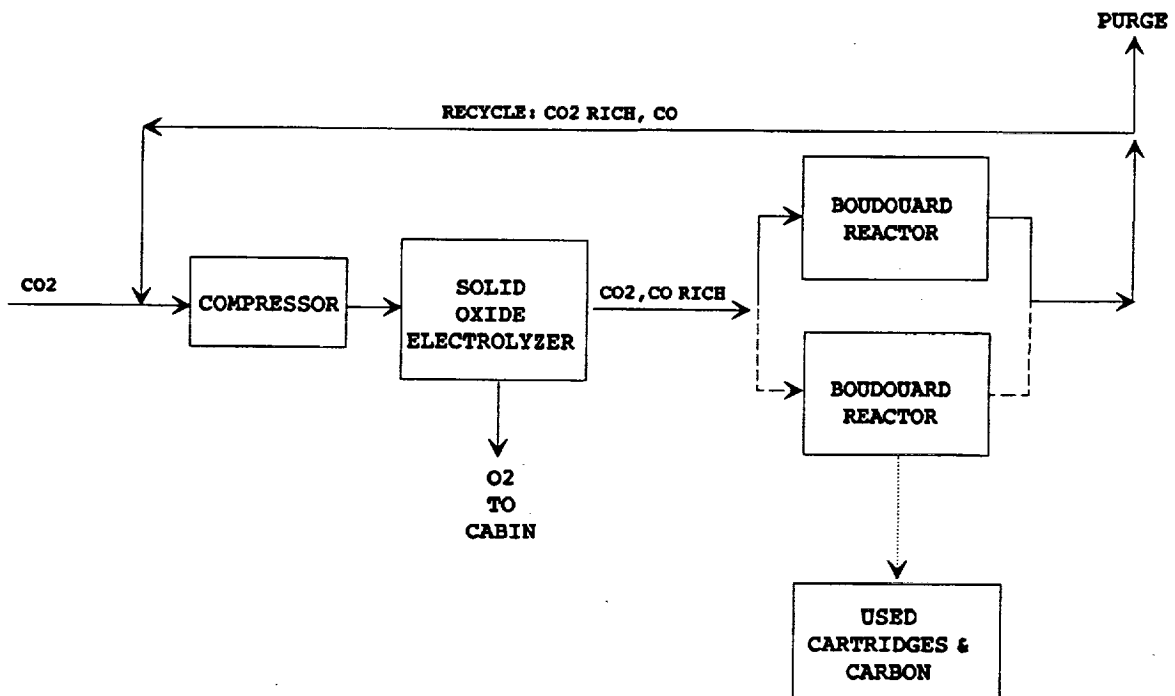 PURGE
RECYCLE: CO2 RICH, CO
BOUDOUARD
REACTOR
CO2
COMPRESSOR
SOLID
OXIDE
ELECTROLYZER
CO2,CO RICH
BOUDOUARD
REACTOR
O2
TO
CABIN
USED
CARTRIDGES &
CARBON